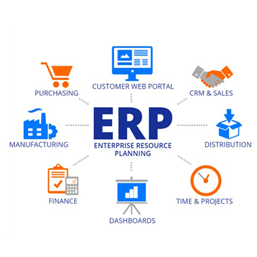 CUSTOMER WEB PORTAL
PURCHASING
CRM & SALES
ERP
ENTERPRISE RESOURCE
PLANNING
MANUFACTURING
DISTRIBUTION
FINANCE
TIME & PROJECTS
DASHBOARDS